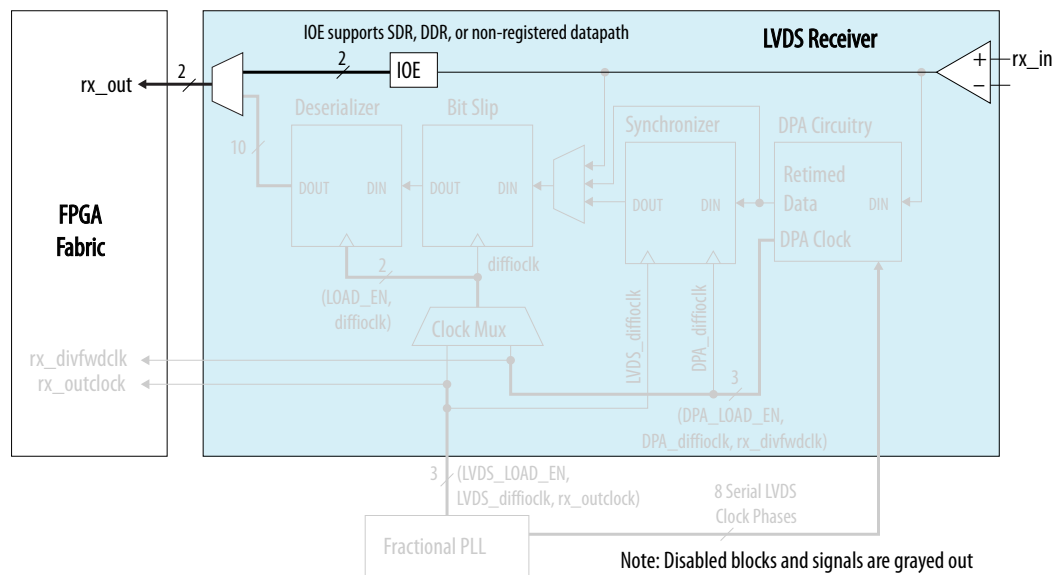 IOE supports SDR, DDR, or non-registered datapath
LVDS Receiver
rx_in
+
−
2
IOE
2
rx_out
Deserializer
Bit Slip
Synchronizer
DPA Circuitry
10
DOUT
DIN
DOUT
DIN
DOUT
DIN
Retimed
Data
DIN
DPA Clock
FPGA
Fabric
2
diffioclk
(LOAD_EN,
diffioclk)
Clock Mux
LVDS_diffioclk
DPA_diffioclk
rx_divfwdclk
rx_outclock
3
(DPA_LOAD_EN,
DPA_diffioclk, rx_divfwdclk)
3
(LVDS_LOAD_EN,
LVDS_diffioclk, rx_outclock)
8 Serial LVDS
Clock Phases
Fractional PLL
Note: Disabled blocks and signals are grayed out